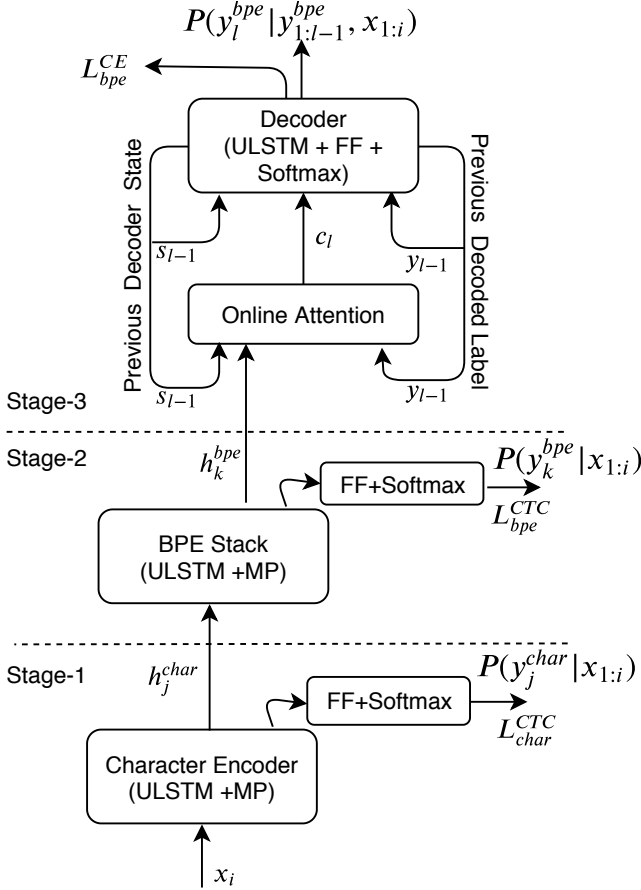 P(y_l^{bpe}|y_{1:l-1}^{bpe}, x_{1:i})
L_{bpe}^{CE}
Decoder
(ULSTM + FF +
Softmax)
Previous Decoder State
Previous Decoded Label
s_{l-1}
c_l
y_{l-1}
Online Attention
s_{l-1}
y_{l-1}
Stage-3
Stage-2
h_k^{bpe}
P(y_k^{bpe}|x_{1:i})
FF+Softmax
L_{bpe}^{CTC}
BPE Stack
(ULSTM +MP)
Stage-1
h_j^{char}
P(y_j^{char}|x_{1:i})
FF+Softmax
L_{char}^{CTC}
Character Encoder
(ULSTM +MP)
x_i